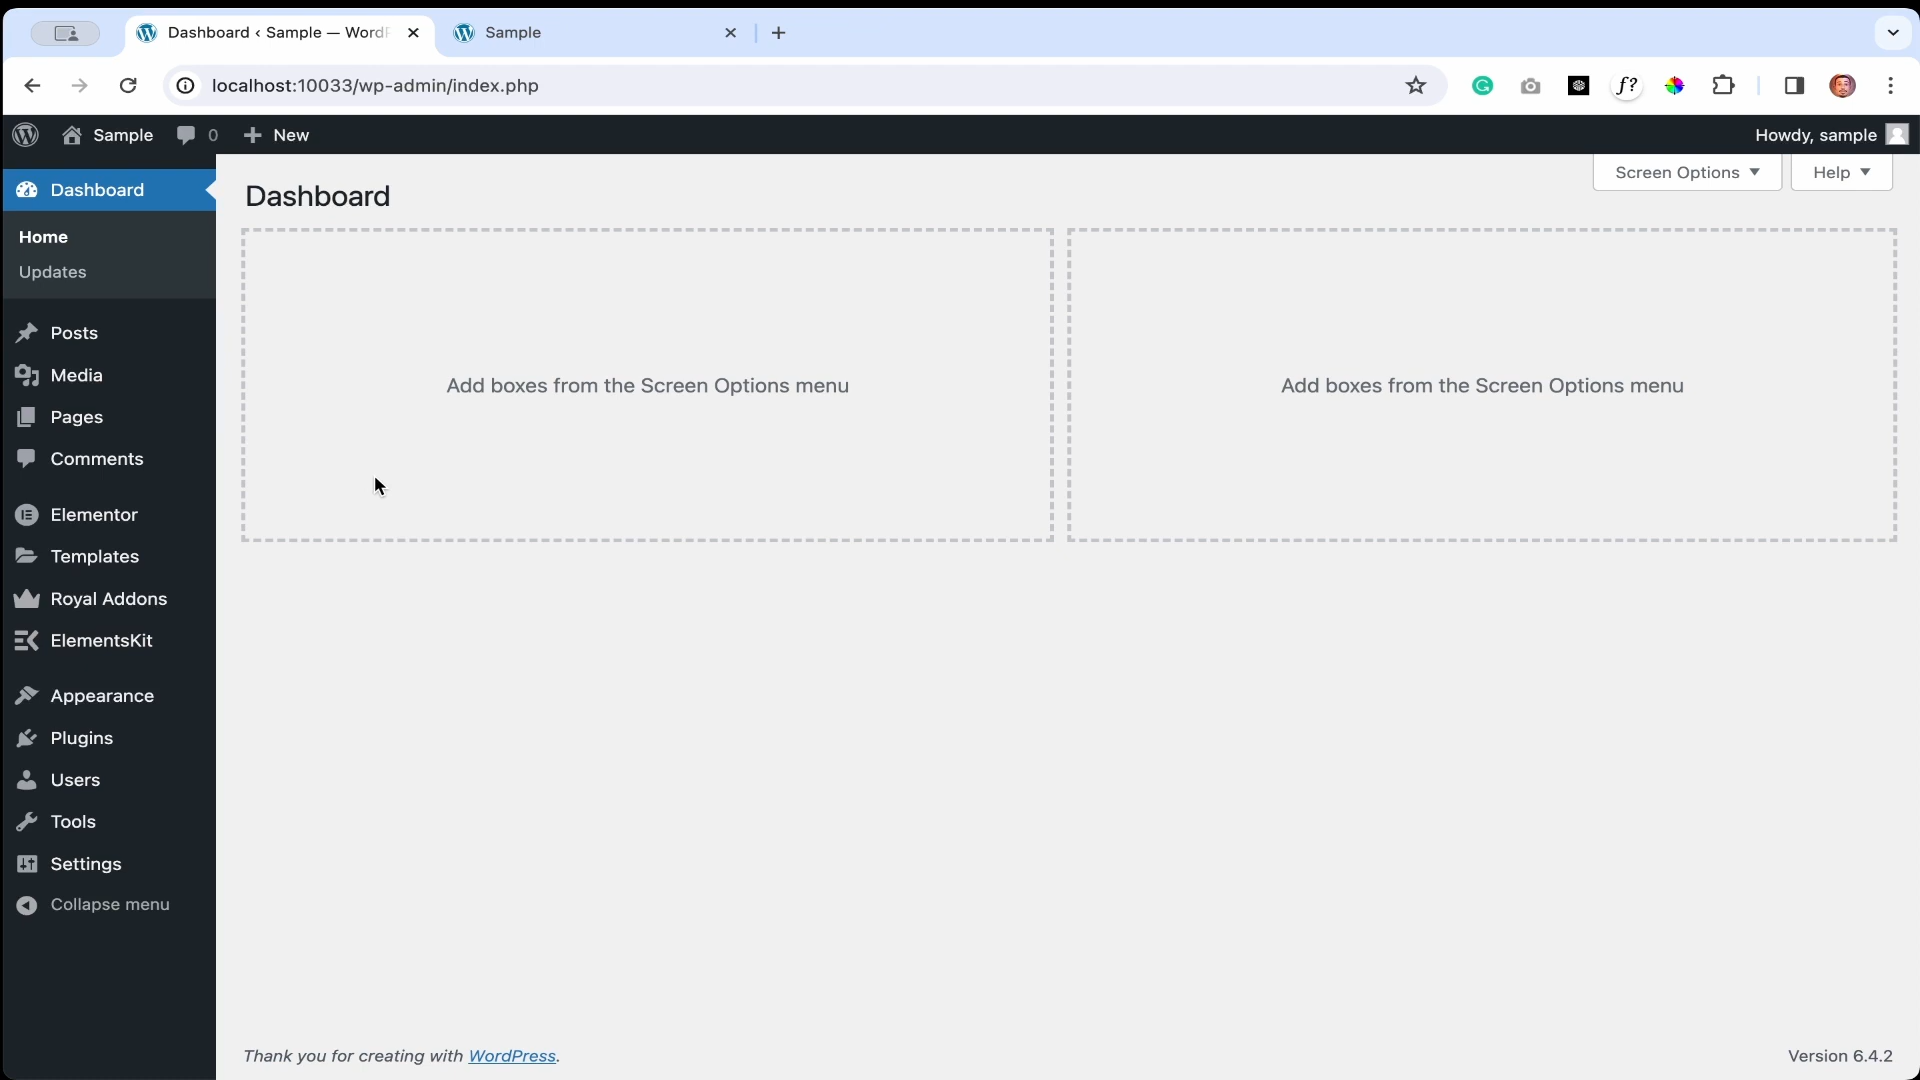 Dashboard ‹ Sample — WordP
Sample
localhost:10033/wp-admin/index.php
f?
Sample
0
New
Howdy, sample
Dashboard
Home
Updates
Posts
Media
Pages
Comments
Elementor
Templates
Royal Addons
ElementsKit
Appearance
Plugins
Users
Tools
Settings
Collapse menu
Screen Options
Help
Dashboard
Add boxes from the Screen Options menu
Add boxes from the Screen Options menu
Thank you for creating with WordPress.
Version 6.4.2